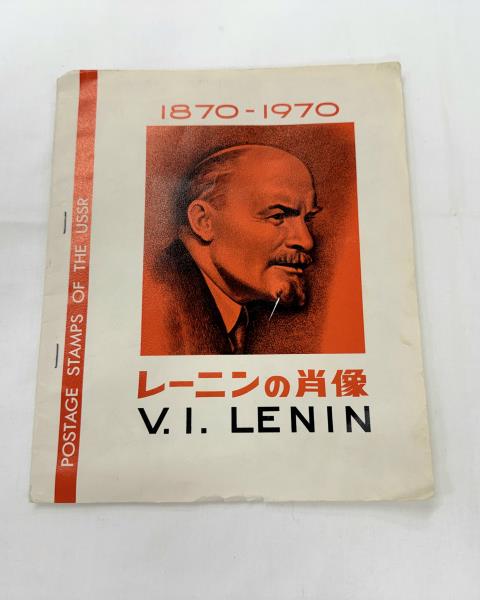 1870-1970
レーニンの肖像
V. I. LENIN
POSTAGE STAMPS OF THE USSR